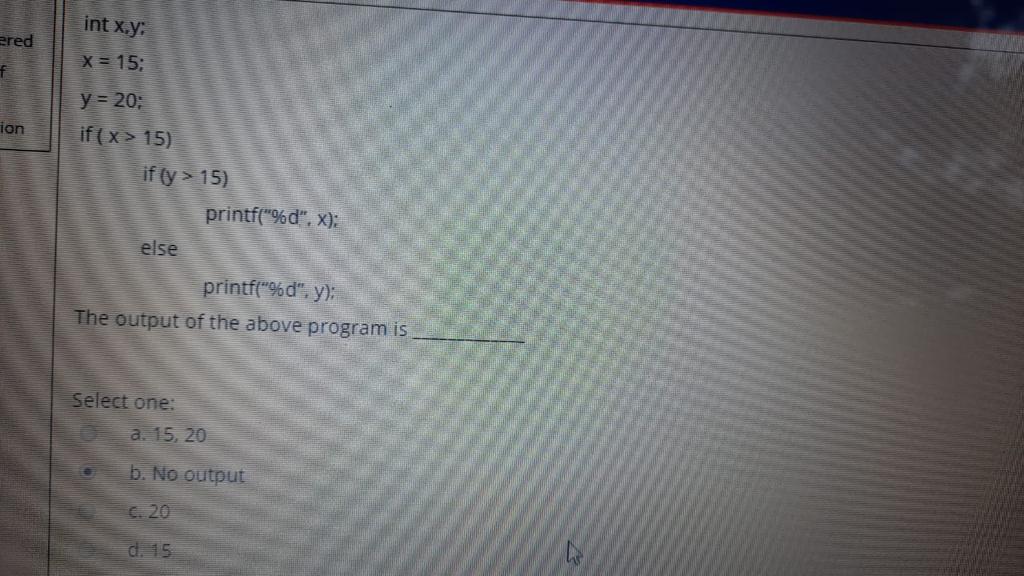 int x,y;
ered
x = 15;
f
y = 20;
ion
if ( x > 15)
if (y > 15)
printf("%d", x);
else
printf("%d", y);
The output of the above program is ____________
Select one:
a. 15, 20
b. No output
c. 20
d. 15